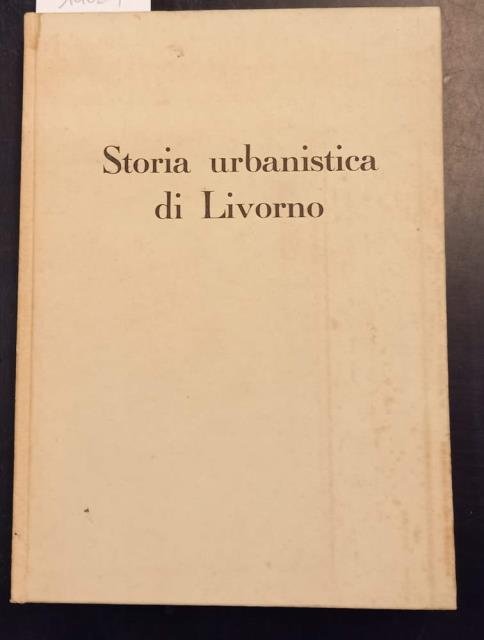 Storia urbanistica
di Livorno